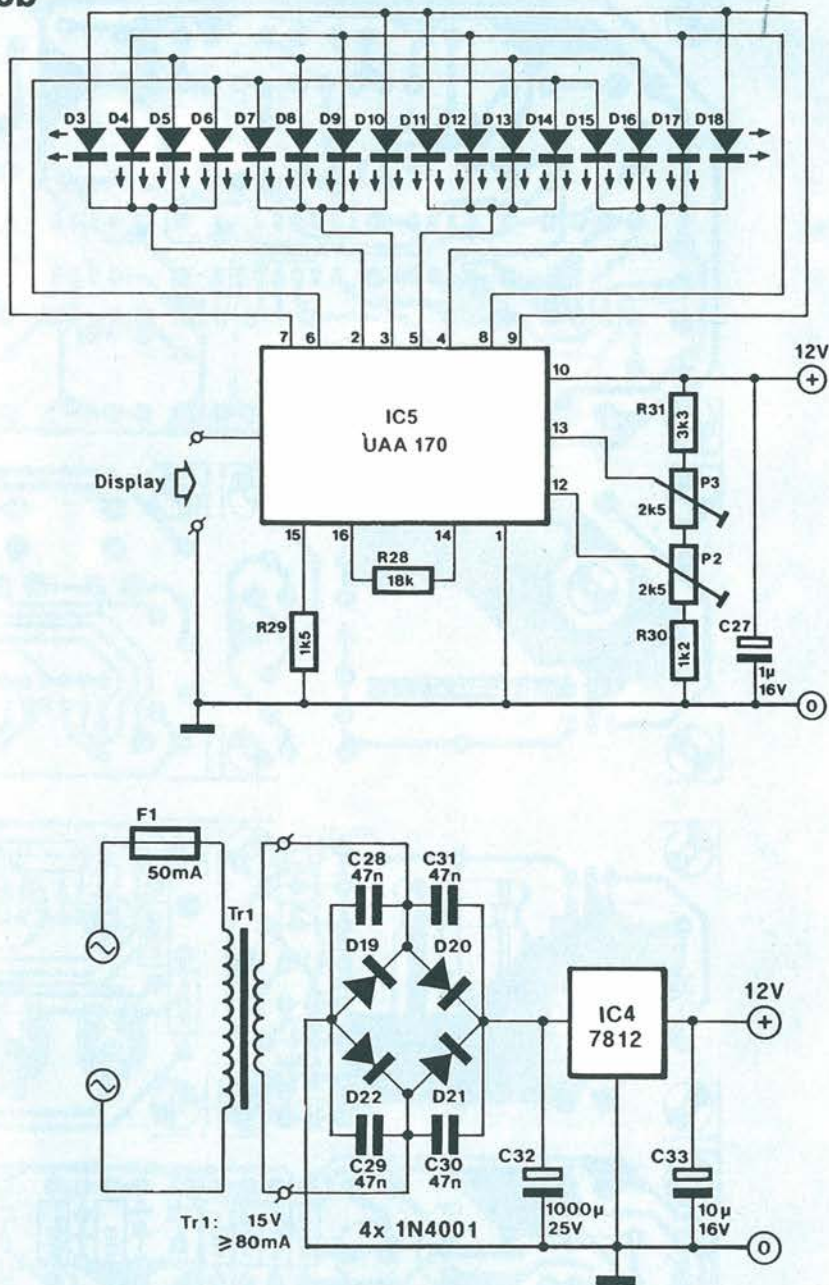 D3 D4 D5 D6 D7 D8 D9 D10 D11 D12 D13 D14 D15 D16 D17 D18
7 6 2 3 5 4 8 9
12V
+
10
IC5
UAA 170
R31
3k3
13
P3
2k5
Display
12
P2
2k5
15 16 14 1
R28
18k
R29
1k5
R30
1k2
C27
1µ
16V
0
F1
50mA
Tr1
C28
47n
C31
47n
D19 D20
IC4
7812
12V
+
D22 D21
C29
47n
C30
47n
C32
1000µ
25V
C33
10µ
16V
Tr1: 15V
≥80mA
4x 1N4001
0